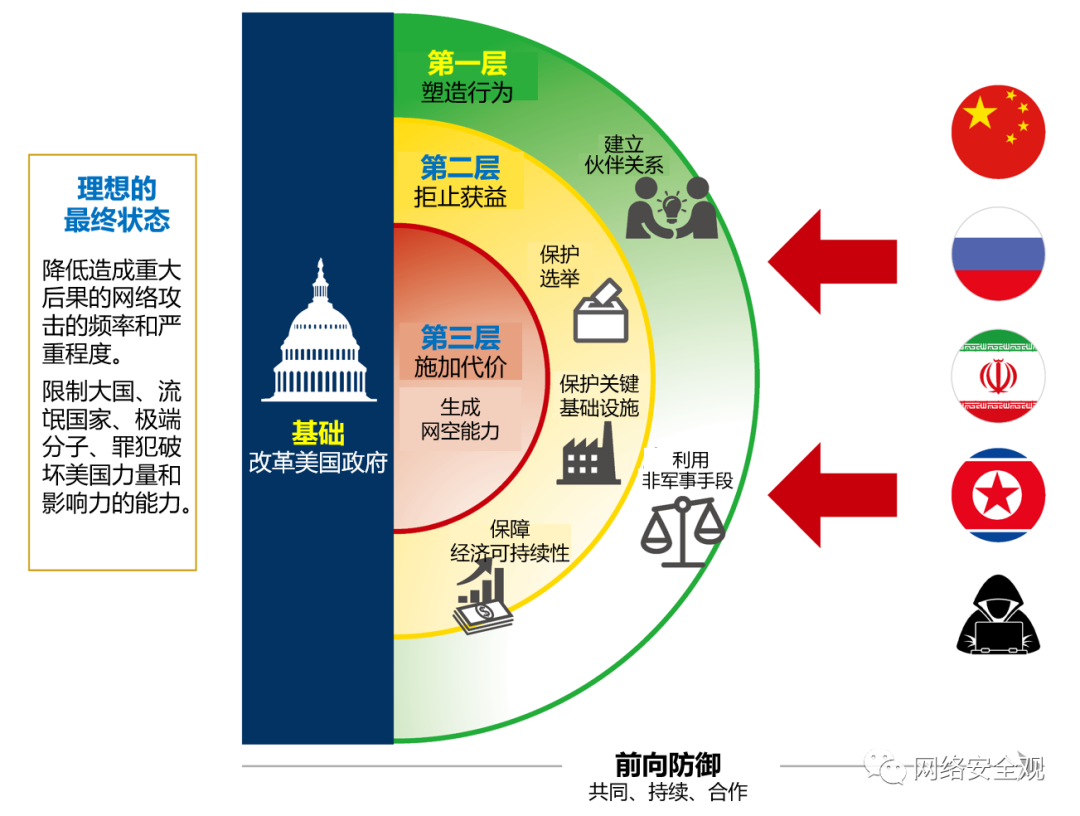 理想的
最终状态
降低造成重大
后果的网络攻
击的频率和严
重程度。
限制大国、流
氓国家、极端
分子、罪犯破
坏美国力量和
影响力的能力。
基础
改革美国政府
第一层
塑造行为
建立
伙伴关系
第二层
拒止获益
保护
选举
第三层
施加代价
生成
网空能力
保护关键
基础设施
利用
非军事手段
保障
经济可持续性
前向防御
共同、持续、合作
网络安全观